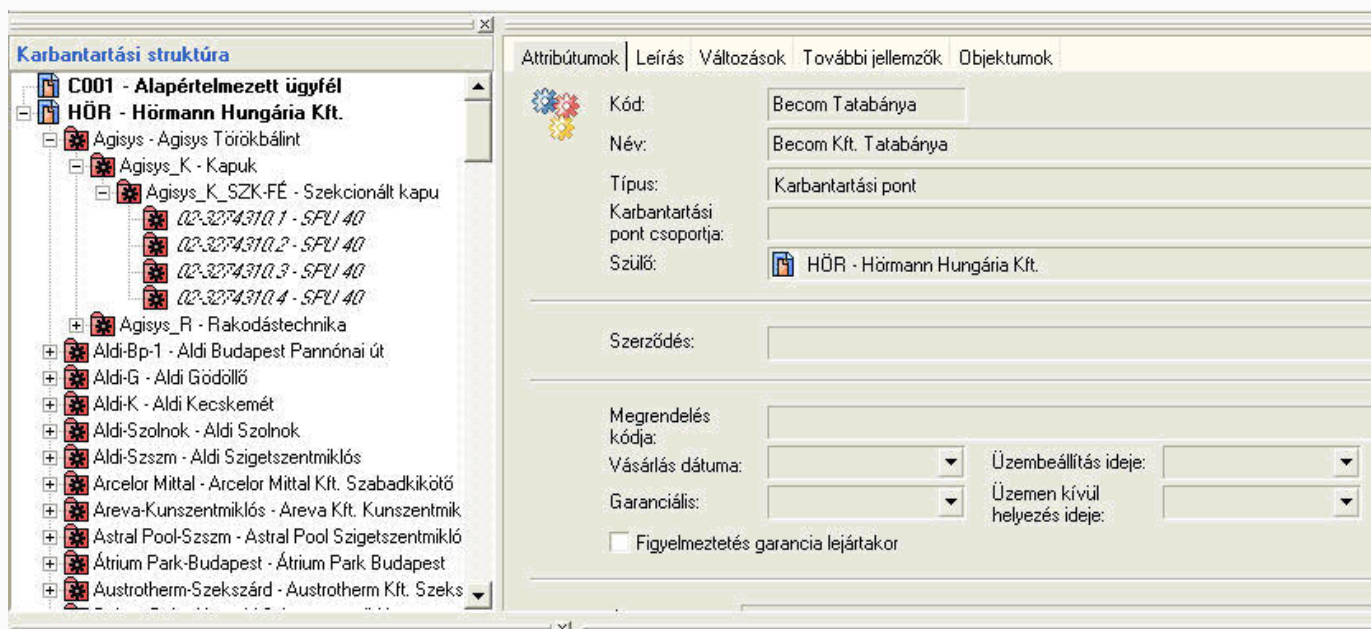 Karbantartási struktúra
C001 - Alapértelmezett ügyfél
HÖR - Hörmann Hungária Kft.
Agisys - Agisys Törökbálint
Agisys_K - Kapuk
Agisys_K_SZK-FÉ - Szekcionált kapu
02-3274310.1 - SPU 40
02-3274310.2 - SPU 40
02-3274310.3 - SPU 40
02-3274310.4 - SPU 40
Agisys_R - Rakodástechnika
Aldi-Bp-1 - Aldi Budapest Pannónai út
Aldi-G - Aldi Gödöllő
Aldi-K - Aldi Kecskemét
Aldi-Szolnok - Aldi Szolnok
Aldi-Szszm - Aldi Szigetszentmiklós
Arcelor Mittal - Arcelor Mittal Kft. Szabadkikötő
Areva-Kunszentmiklós - Areva Kft. Kunszentmik
Astral Pool-Szszm - Astral Pool Szigetszentmikló
Átrium Park-Budapest - Átrium Park Budapest
Austrotherm-Szekszárd - Austrotherm Kft. Szeks
Attribútumok Leírás Változások További jellemzők Objektumok
Kód: Becom Tatabánya
Név: Becom Kft. Tatabánya
Típus: Karbantartási pont
Karbantartási
pont csoportja:
Szülő: HÖR - Hörmann Hungária Kft.
Szerződés:
Megrendelés
kódja:
Vásárlás dátuma: Üzembeállítás ideje:
Garanciális: Üzemen kívül
helyezés ideje:
Figyelmeztetés garancia lejártakor